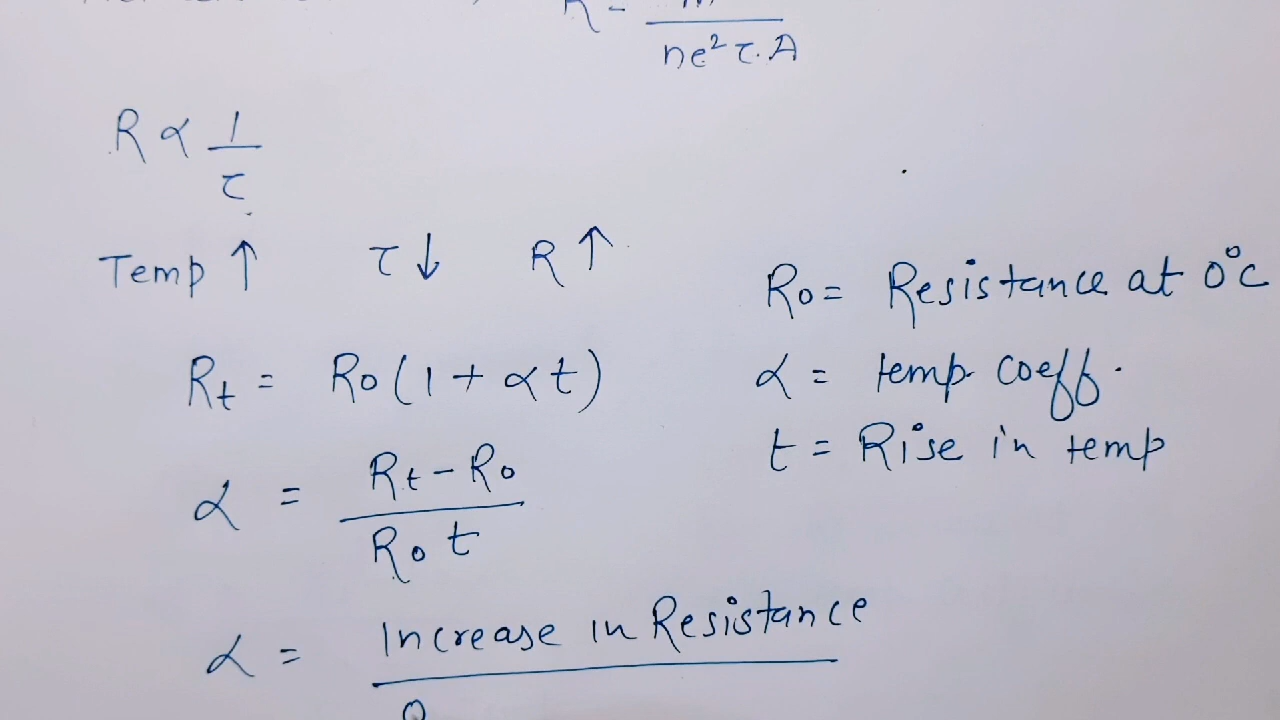 ne² τ. A
R ∝ 1/τ
Temp ↑ τ ↓ R ↑
Rt = R0 (1 + αt)
R0 = Resistance at 0°c
α = temp coeff.
t = Rise in temp
α = Rt - R0 / R0 t
α = Increase in Resistance